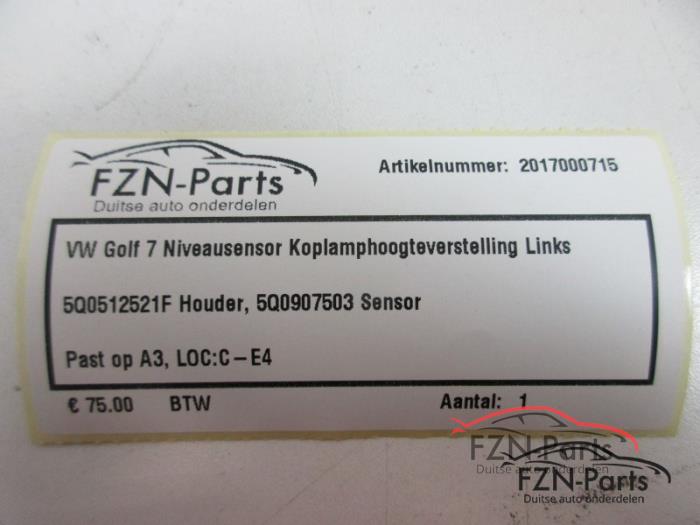 FZN-Parts
Duitse auto onderdelen
Artikelnummer: 2017000715
VW Golf 7 Niveausensor Koplamphoogteverstelling Links
5Q0512521F Houder, 5Q0907503 Sensor
Past op A3, LOC:C-E4
€ 75.00 BTW Aantal: 1
FZN-Parts
Duitse auto onderdelen
FZN-Parts
Duitse auto onderdelen